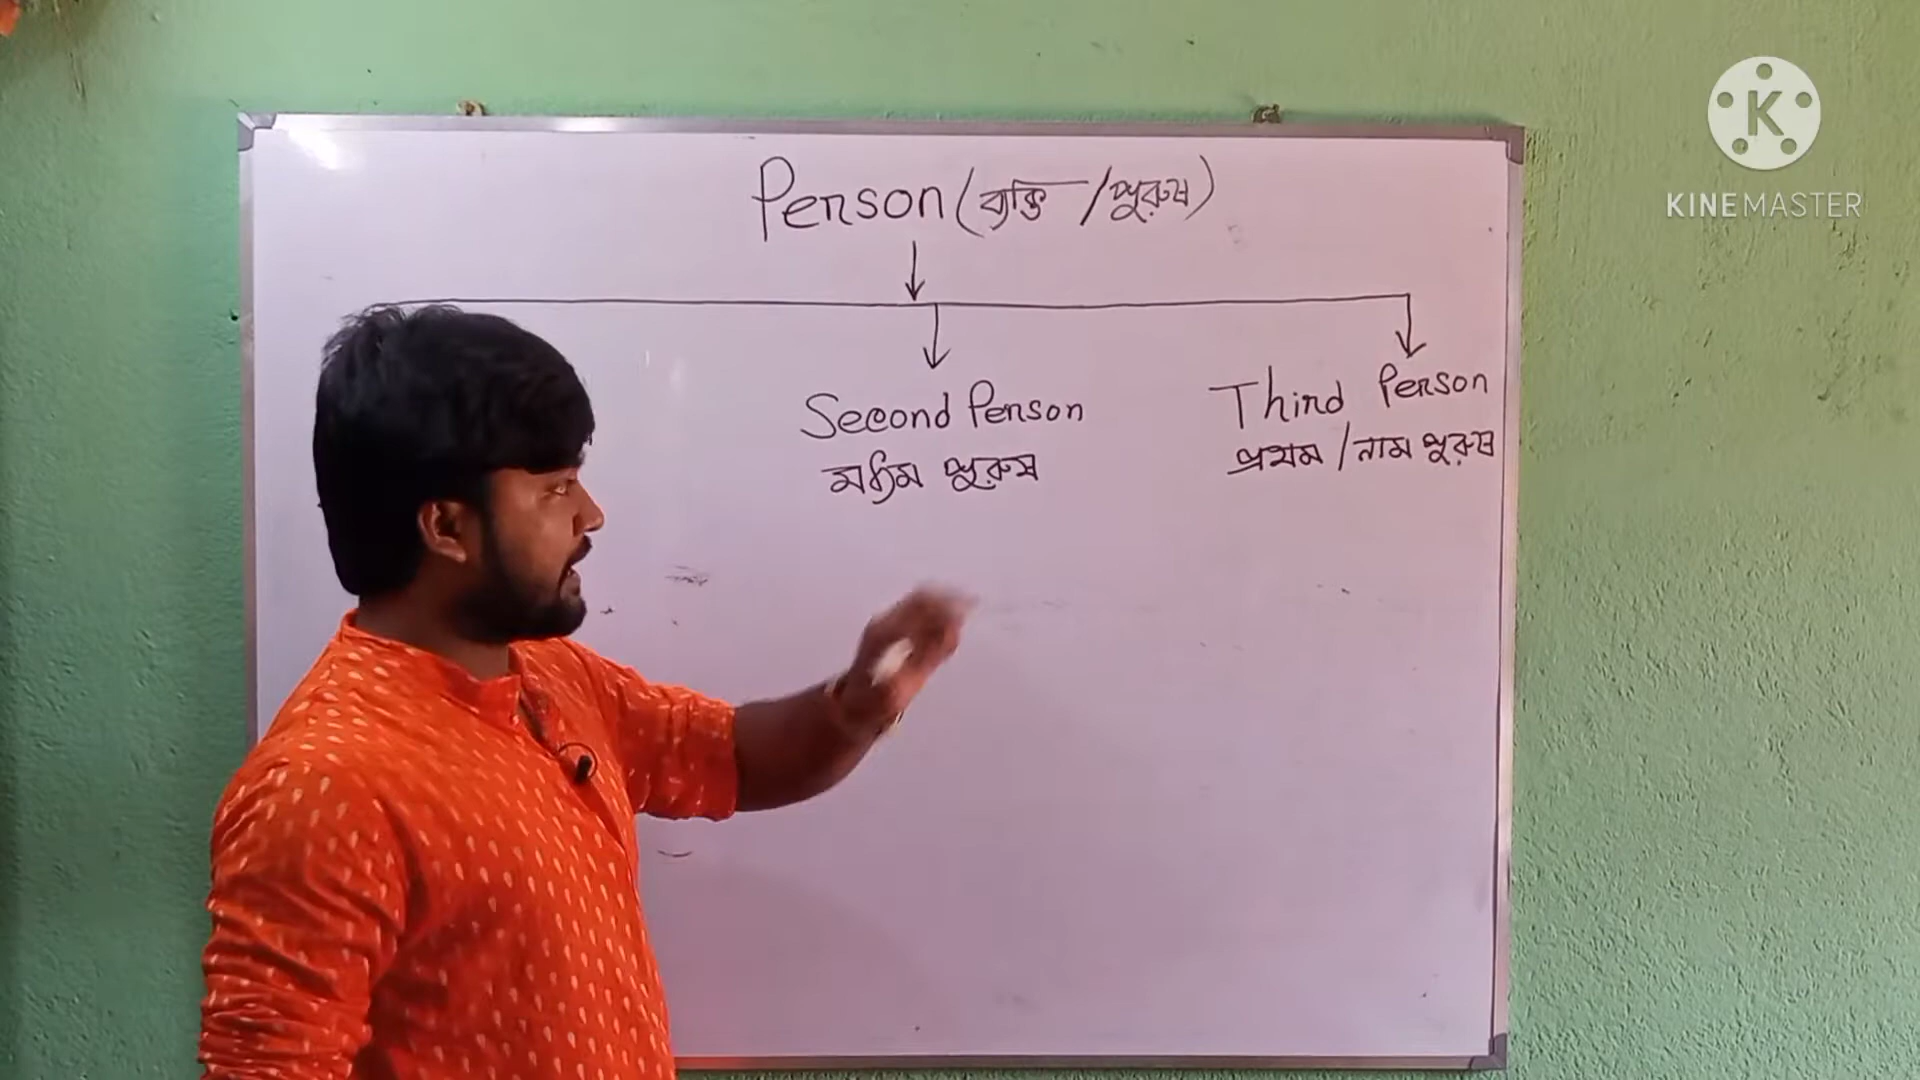 Person (ব্যক্তি / পুরুষ)
Second Person
মধ্যম পুরুষ
Third Person
প্রথম / নাম পুরুষ
K
KINEMASTER